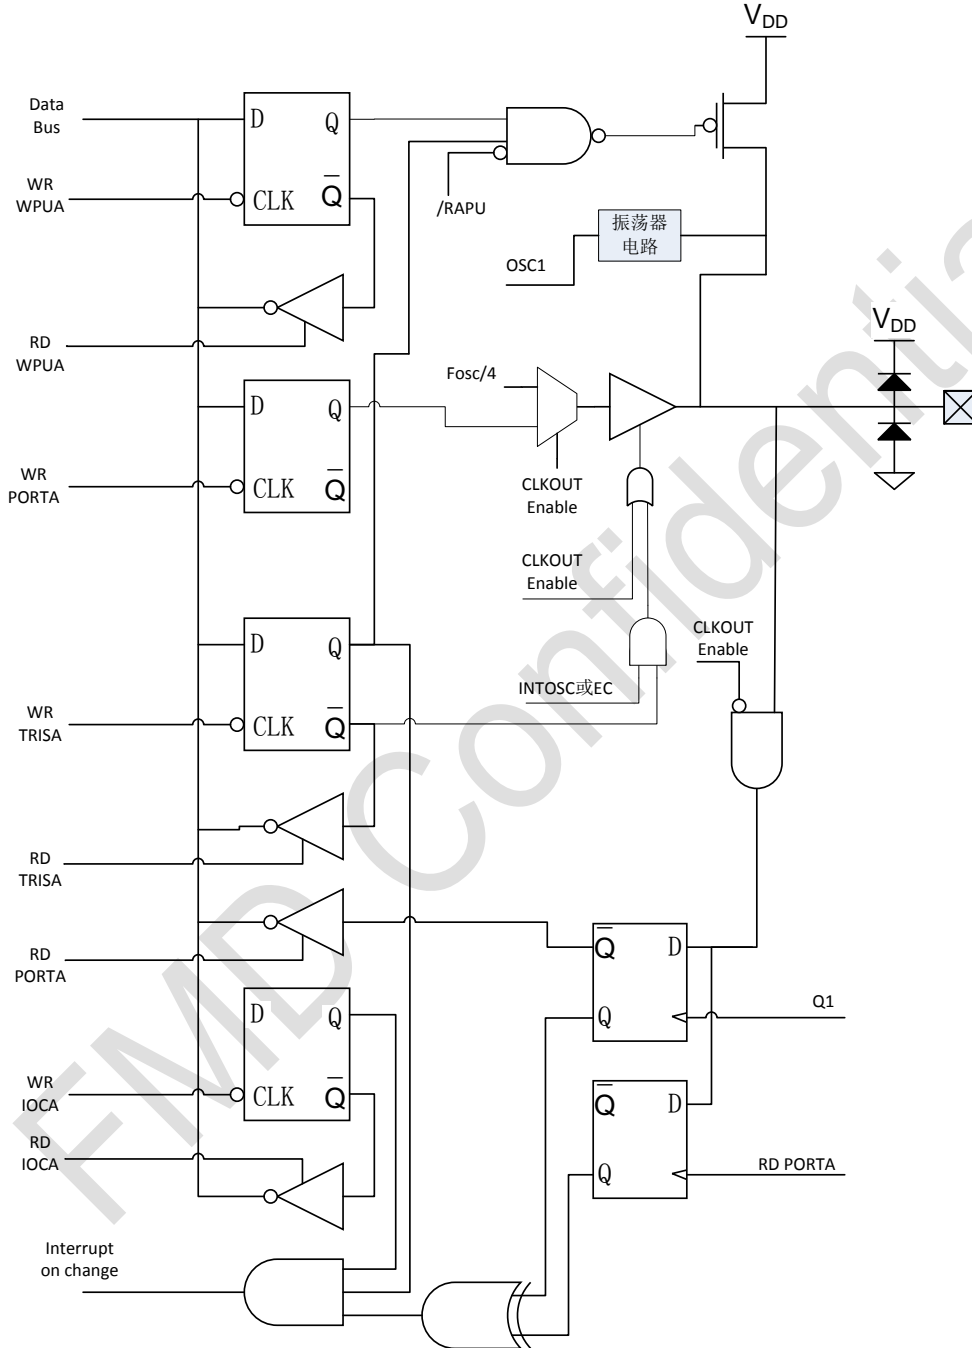 VDD
Data
Bus
D
Q
WR
WPUA
CLK
Q
/RAPU
振荡器
电路
OSC1
VDD
RD
WPUA
Fosc/4
D
Q
WR
PORTA
CLK
Q
CLKOUT
Enable
CLKOUT
Enable
D
Q
CLKOUT
Enable
INTOSC或EC
WR
TRISA
CLK
Q
RD
TRISA
RD
PORTA
Q
D
Q1
Q
D
Q
WR
IOCA
CLK
Q
Q
D
RD
IOCA
Q
RD PORTA
Interrupt
on change
FMD Confidentia